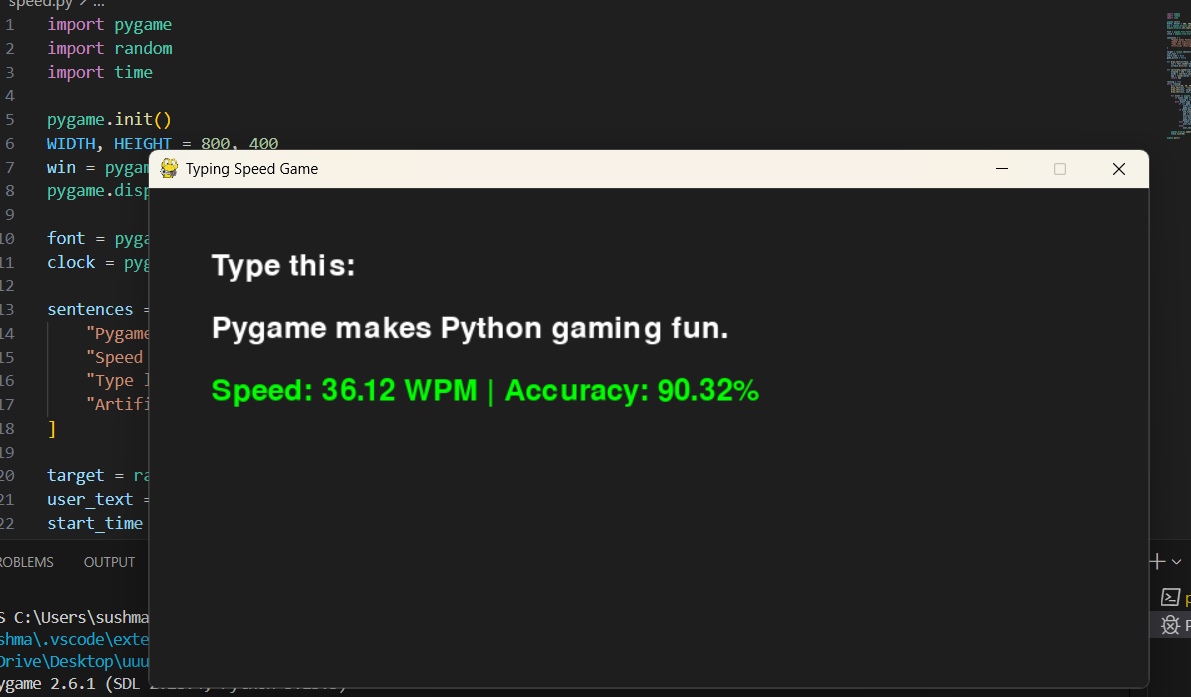 speed.py > ...
1 import pygame
2 import random
3 import time
4
5 pygame.init()
6 WIDTH, HEIGHT = 800, 400
7 win = pygam
8 pygame.disp
9
10 font = pyga
11 clock = pyg
12
13 sentences =
14 "Pygame
15 "Speed
16 "Type
17 "Artifi
18 ]
19
20 target = ra
21 user_text =
22 start_time
Typing Speed Game
Type this:
Pygame makes Python gaming fun.
Speed: 36.12 WPM | Accuracy: 90.32%
ROBLEMS OUTPUT
S C:\Users\sushma
shma\.vscode\exte
Drive\Desktop\uuu
ygame 2.6.1 (SDL